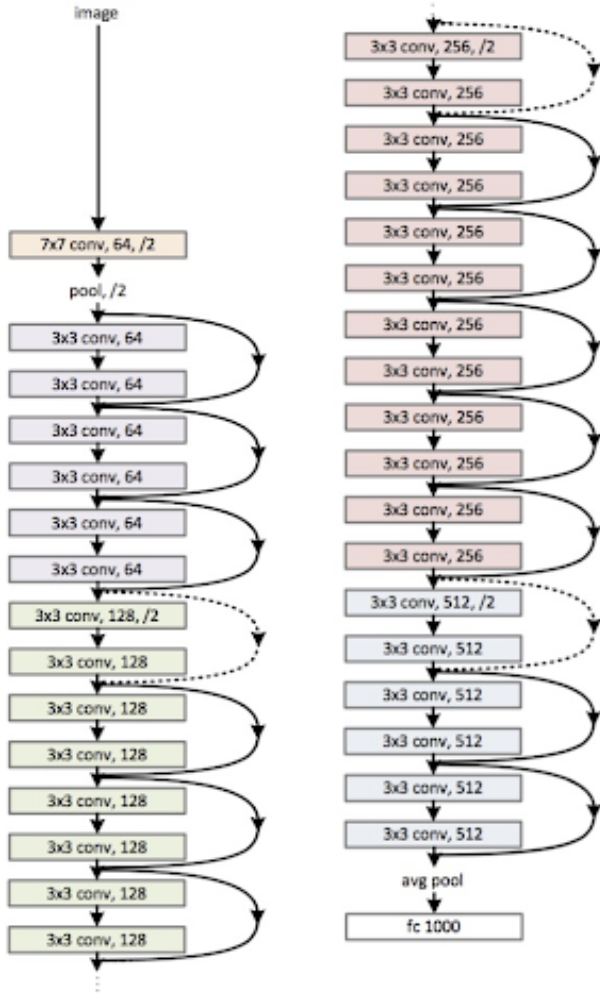 image
7x7 conv, 64, /2
pool, /2
3x3 conv, 64
3x3 conv, 64
3x3 conv, 64
3x3 conv, 64
3x3 conv, 64
3x3 conv, 64
3x3 conv, 128, /2
3x3 conv, 128
3x3 conv, 128
3x3 conv, 128
3x3 conv, 128
3x3 conv, 128
3x3 conv, 128
3x3 conv, 128
3x3 conv, 256, /2
3x3 conv, 256
3x3 conv, 256
3x3 conv, 256
3x3 conv, 256
3x3 conv, 256
3x3 conv, 256
3x3 conv, 256
3x3 conv, 256
3x3 conv, 256
3x3 conv, 256
3x3 conv, 256
3x3 conv, 512, /2
3x3 conv, 512
3x3 conv, 512
3x3 conv, 512
3x3 conv, 512
3x3 conv, 512
avg pool
fc 1000